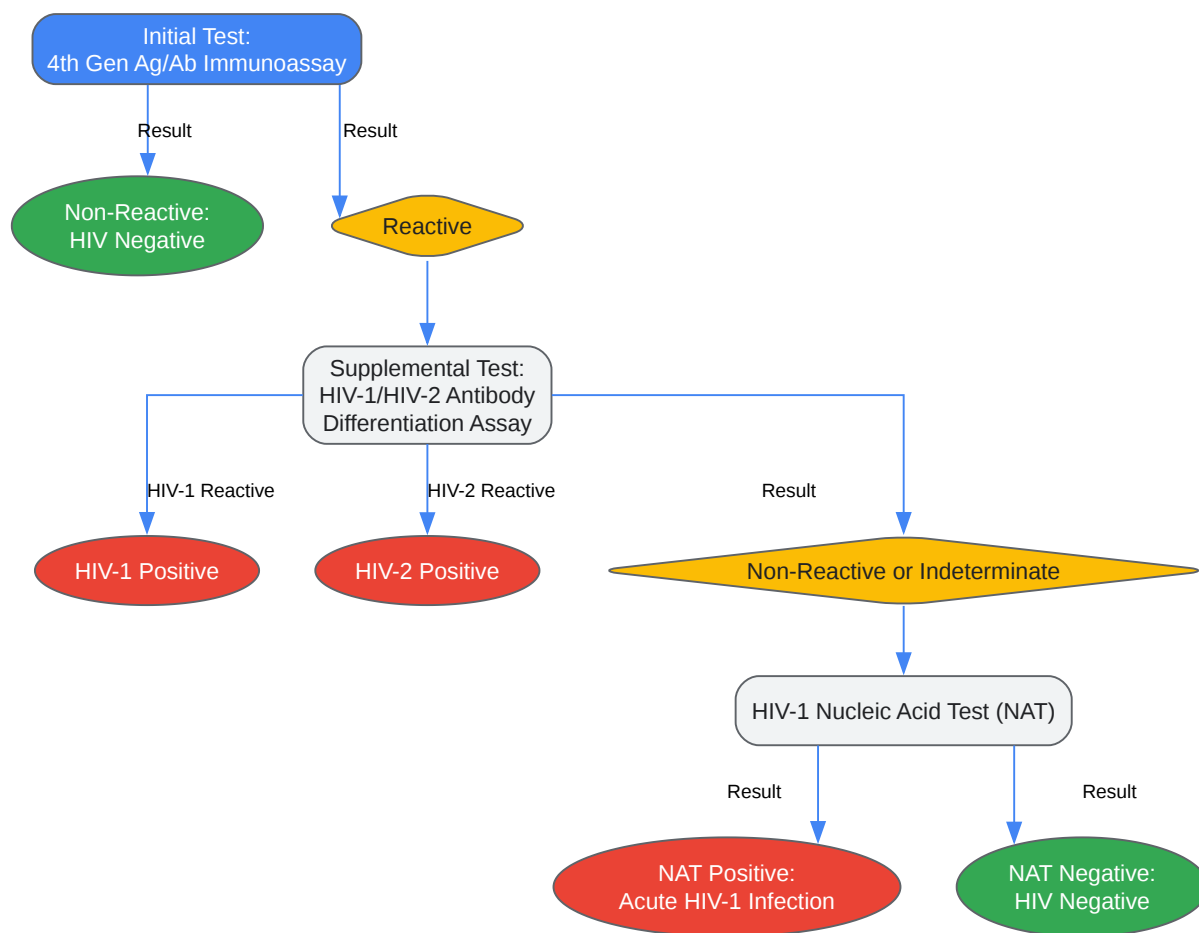 Initial Test:
4th Gen Ag/Ab Immunoassay
Result
Result
Non-Reactive:
HIV Negative
Reactive
Supplemental Test:
HIV-1/HIV-2 Antibody
Differentiation Assay
HIV-1 Reactive
HIV-2 Reactive
Result
HIV-1 Positive
HIV-2 Positive
Non-Reactive or Indeterminate
HIV-1 Nucleic Acid Test (NAT)
Result
Result
NAT Positive:
Acute HIV-1 Infection
NAT Negative:
HIV Negative